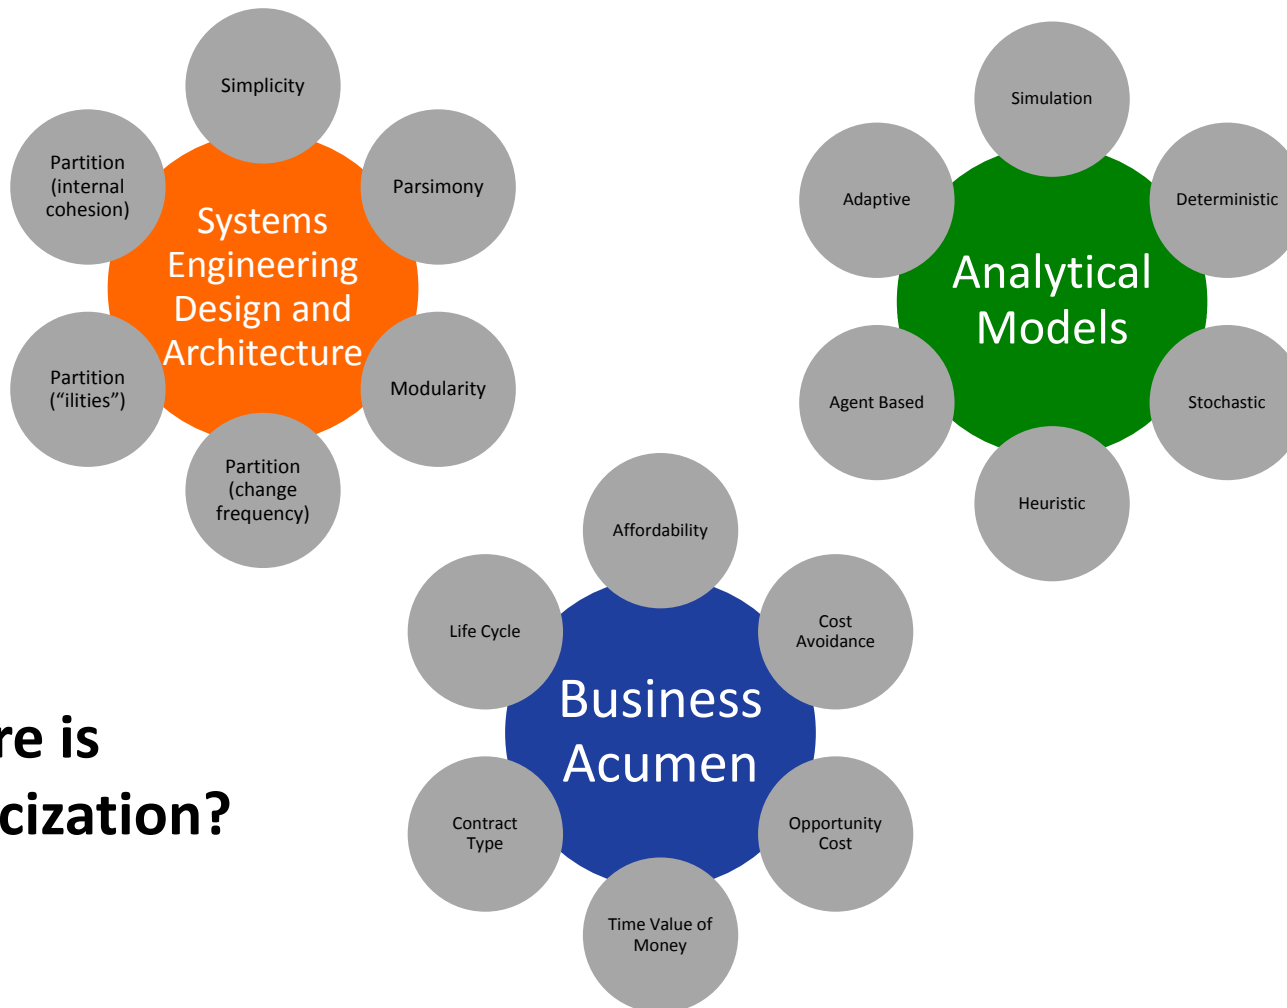 Simplicity
Partition
(internal
cohesion)
Parsimony
Systems
Engineering
Design and
Architecture
Partition
(“ilities”)
Modularity
Partition
(change
frequency)
Simulation
Adaptive
Deterministic
Analytical
Models
Agent Based
Stochastic
Heuristic
Affordability
Life Cycle
Cost
Avoidance
Business
Acumen
Contract
Type
Opportunity
Cost
Time Value of
Money
re is
cization?